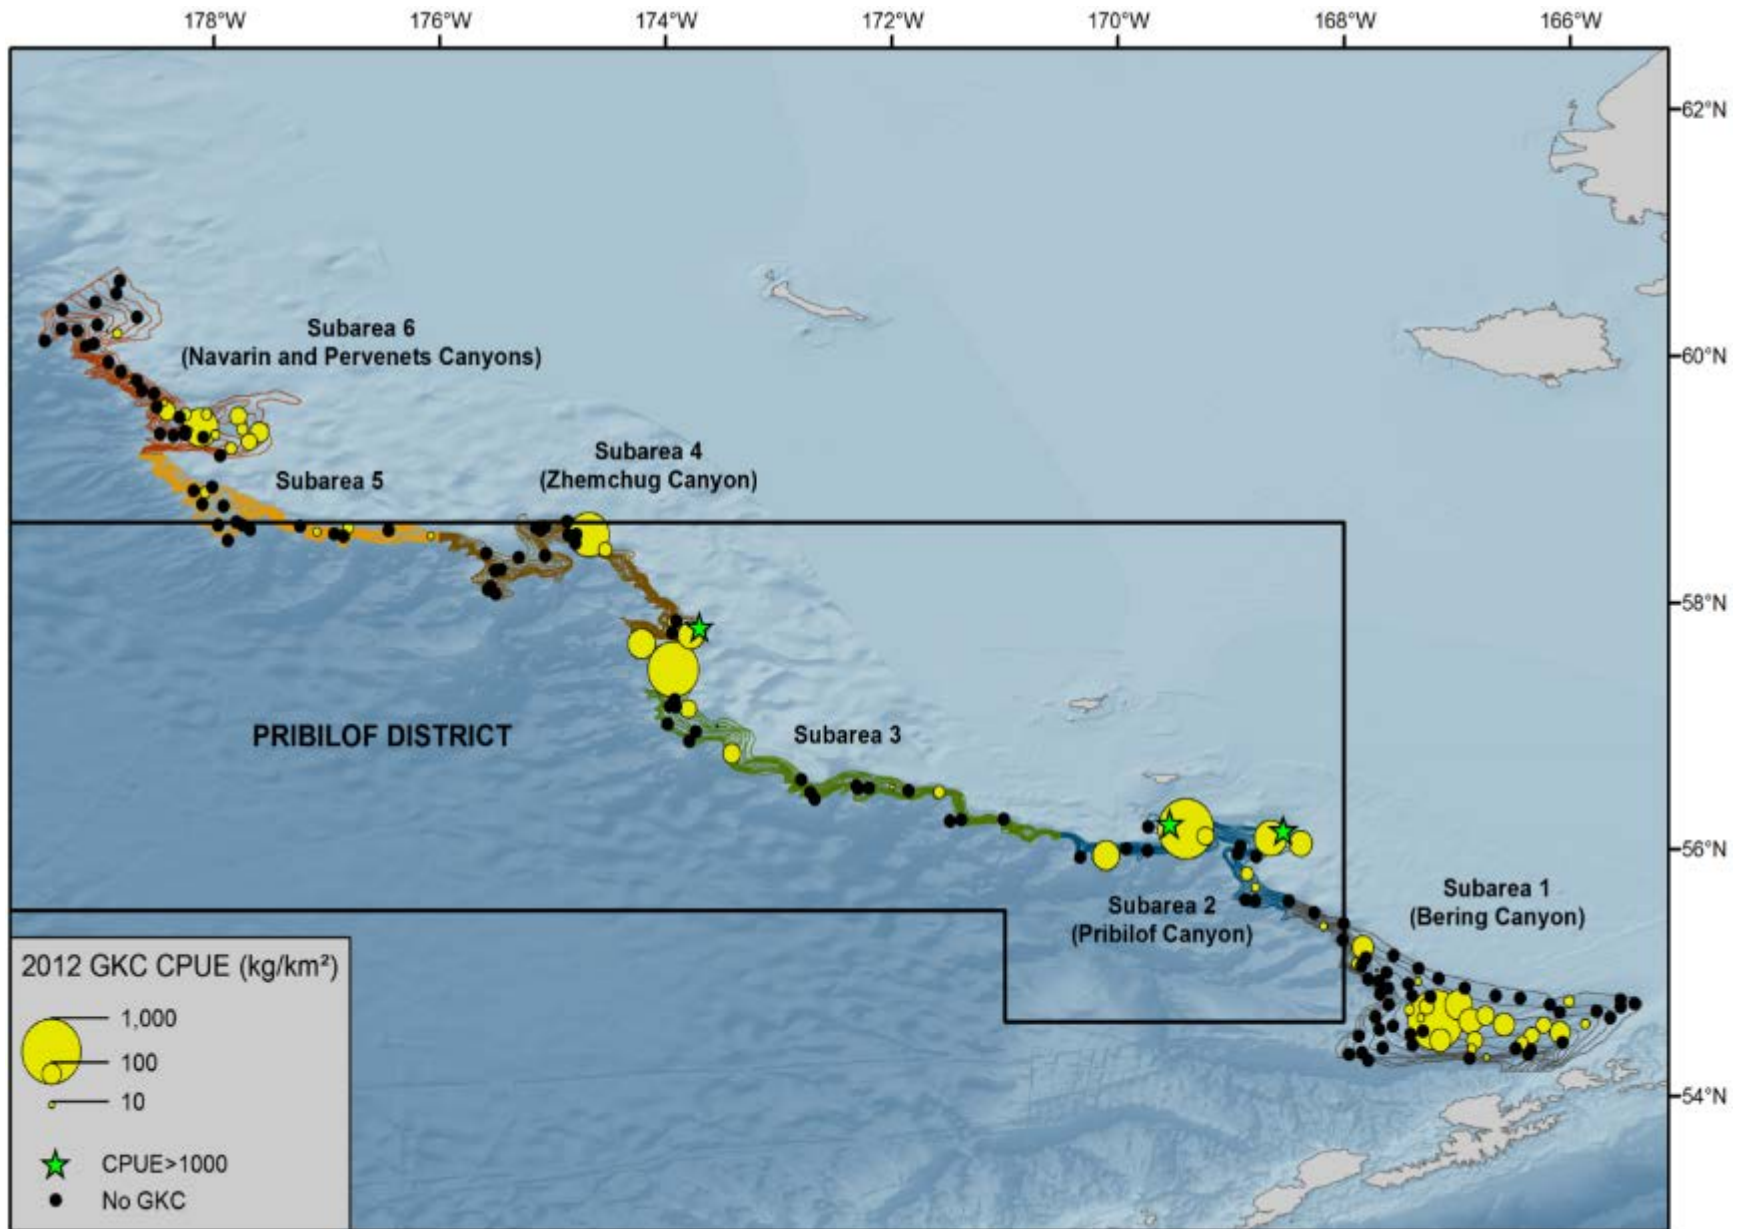 178°W 176°W 174°W 172°W 170°W 168°W 166°W
62°N
Subarea 6
(Navarin and Pervenets Canyons)
60°N
Subarea 4
(Zhemchug Canyon)
Subarea 5
58°N
PRIBILOF DISTRICT
Subarea 3
56°N
Subarea 1
(Bering Canyon)
Subarea 2
(Pribilof Canyon)
54°N
2012 GKC CPUE (kg/km²)
1,000
100
10
CPUE>1000
No GKC